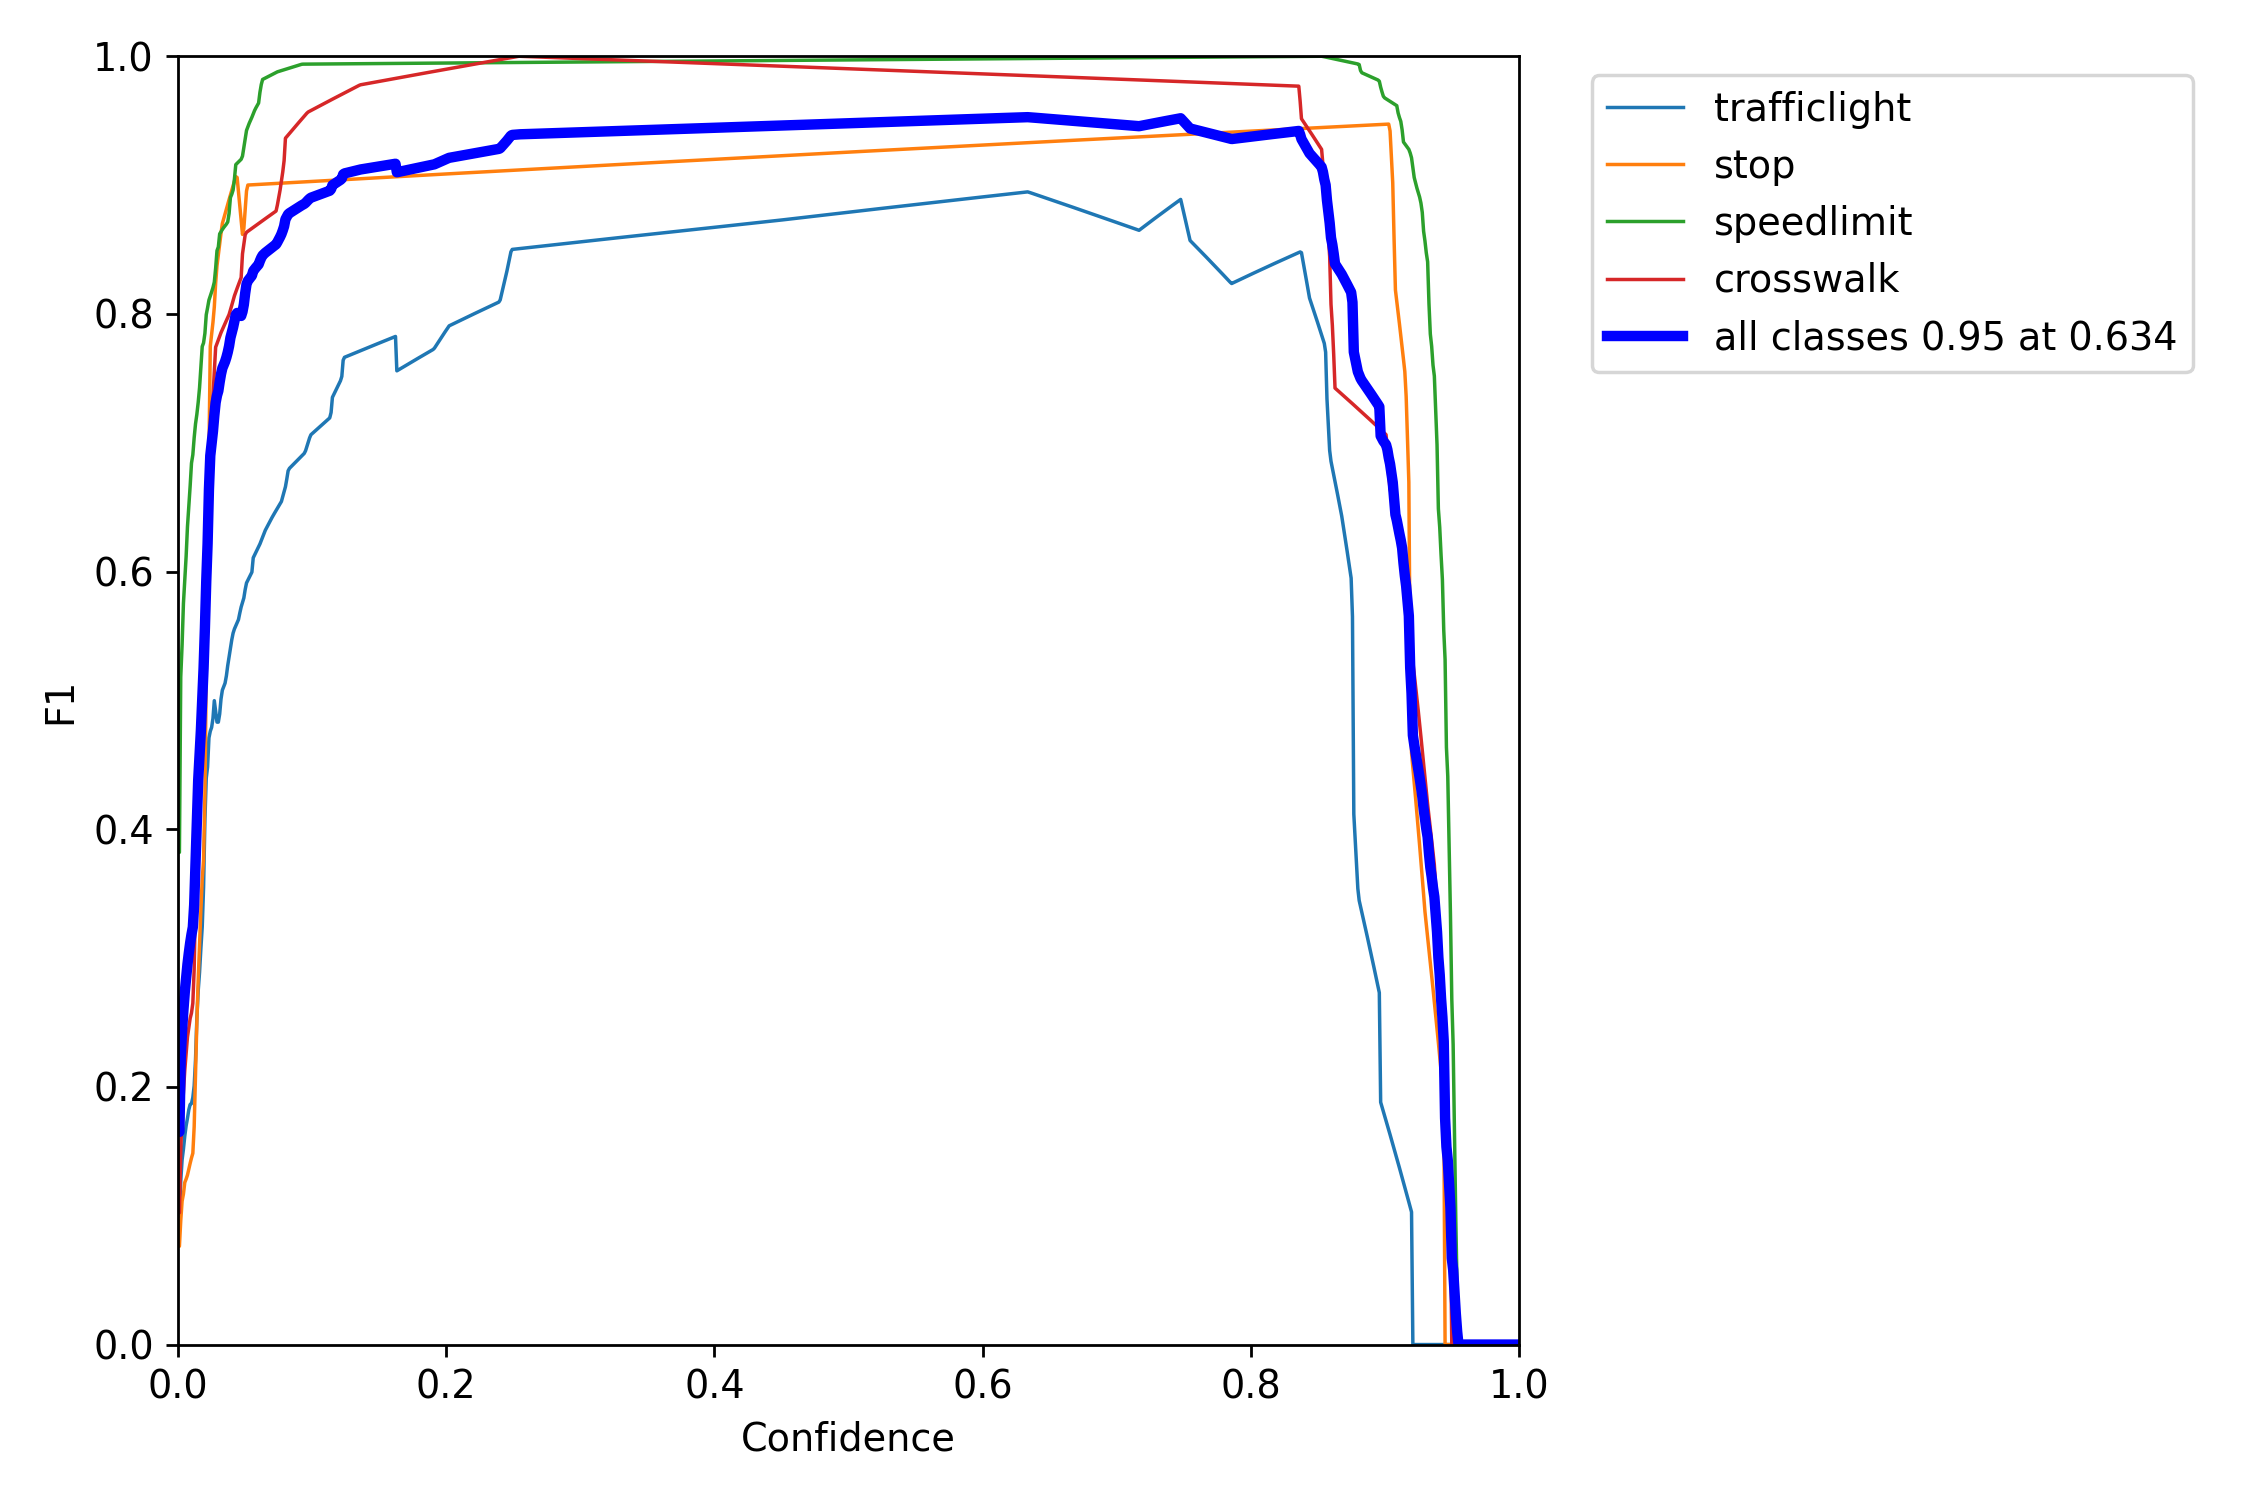 1.0
0.8
0.6
0.4
0.2
0.0
F1
0.0 0.2 0.4 0.6 0.8 1.0
Confidence
trafficlight
stop
speedlimit
crosswalk
all classes 0.95 at 0.634